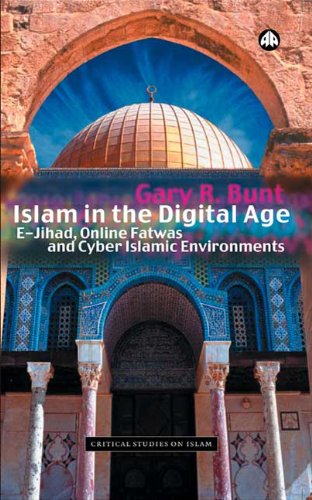 Gary R. Bunt
Islam in the Digital Age
E-Jihad, Online Fatwas
and Cyber Islamic Environments
CRITICAL STUDIES ON ISLAM